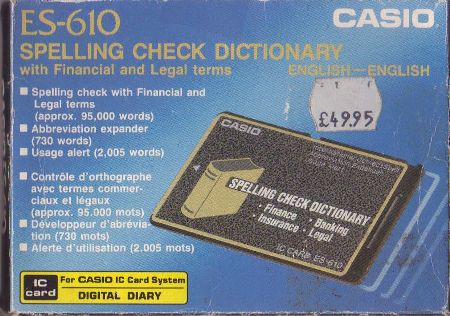 ES-610
CASIO
SPELLING CHECK DICTIONARY
with Financial and Legal terms
ENGLISH—ENGLISH
£49.95
■ Spelling check with Financial and
Legal terms
(approx. 95,000 words)
■ Abbreviation expander
(730 words)
■ Usage alert (2,005 words)
■ Contrôle d'orthographe
avec termes commer-
ciaux et légaux
(approx. 95.000 mots)
■ Développeur d'abrévia-
tion (730 mots)
■ Alerte d'utilisation (2.005 mots)
CASIO
SPELLING CHECK DICTIONARY
• Finance • Banking
• Insurance • Legal
IC CARD ES-610
IC
card
For CASIO IC Card System
DIGITAL DIARY